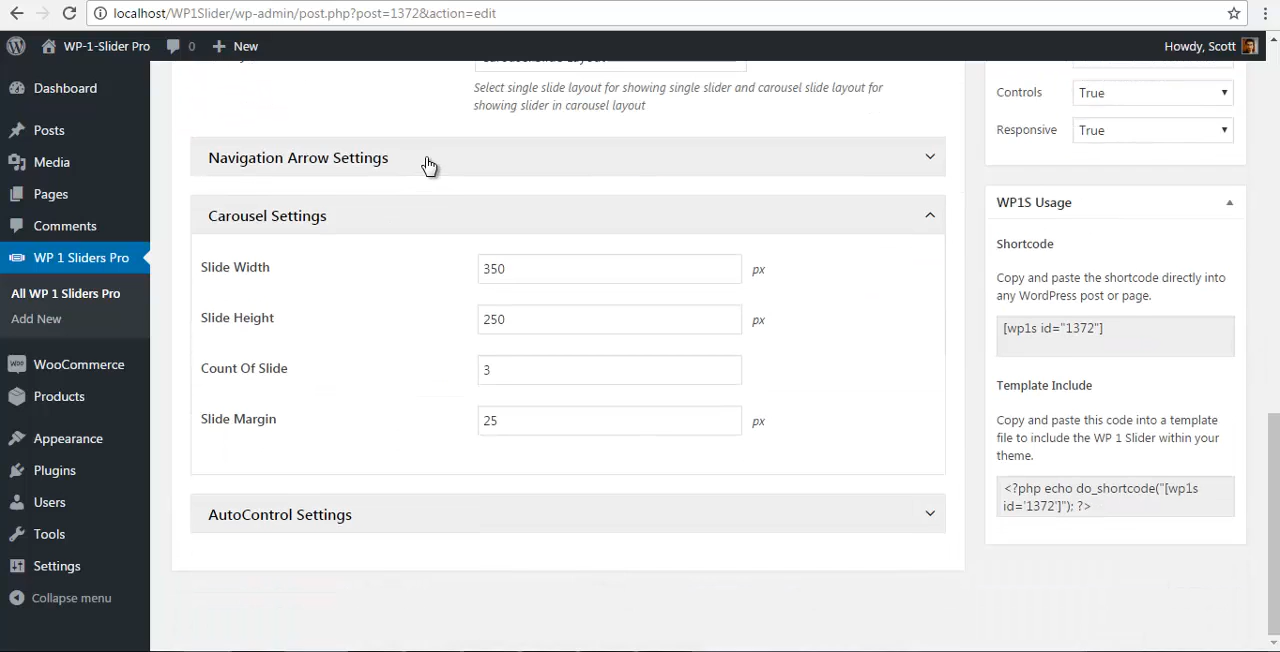 localhost/WP1Slider/wp-admin/post.php?post=1372&action=edit
WP-1-Slider Pro
0
New
Howdy, Scott
Dashboard
Posts
Media
Pages
Comments
WP 1 Sliders Pro
All WP 1 Sliders Pro
Add New
WooCommerce
Products
Appearance
Plugins
Users
Tools
Settings
Collapse menu
Select single slide layout for showing single slider and carousel slide layout for
showing slider in carousel layout
Navigation Arrow Settings
Carousel Settings
Slide Width
350
px
Slide Height
250
px
Count Of Slide
3
Slide Margin
25
px
AutoControl Settings
Controls
True
Responsive
True
WP1S Usage
Shortcode
Copy and paste the shortcode directly into
any WordPress post or page.
[wp1s id="1372"]
Template Include
Copy and paste this code into a template
file to include the WP 1 Slider within your
theme.
<?php echo do_shortcode("[wp1s
id='1372']"); ?>